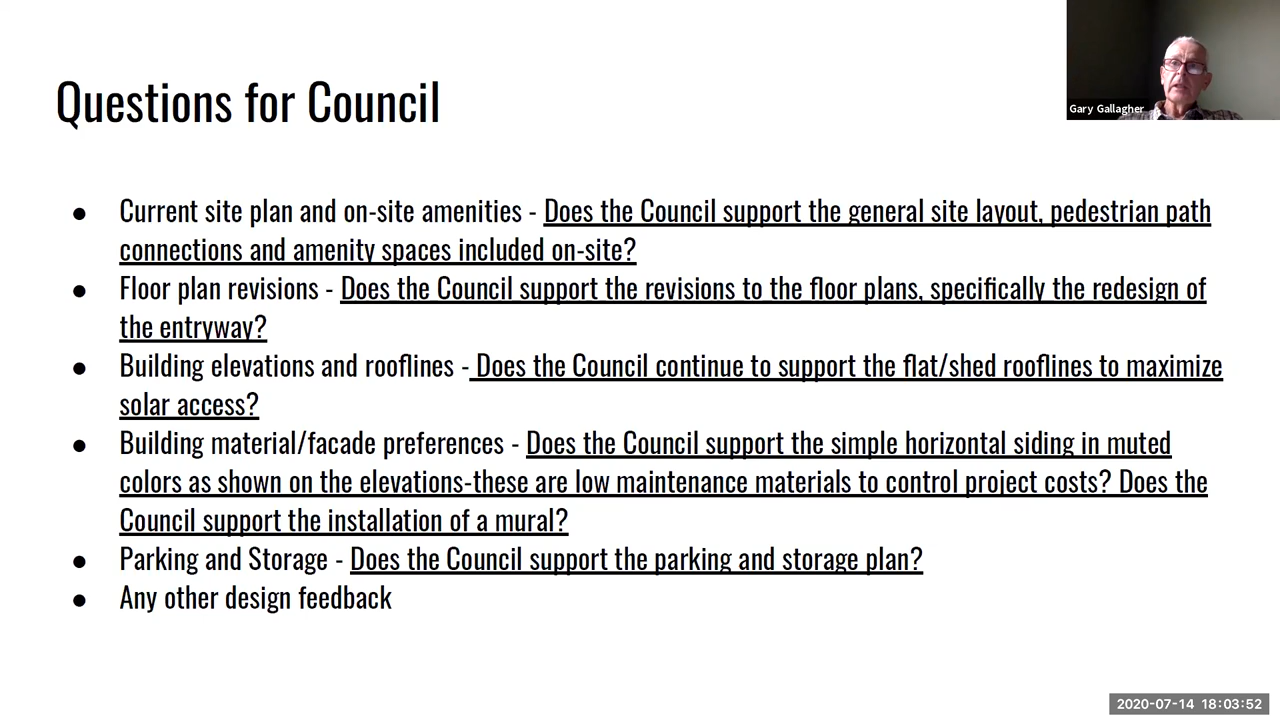 Questions for Council
Gary Gallagher
● Current site plan and on-site amenities - Does the Council support the general site layout, pedestrian path
connections and amenity spaces included on-site?
● Floor plan revisions - Does the Council support the revisions to the floor plans, specifically the redesign of
the entryway?
● Building elevations and rooflines - Does the Council continue to support the flat/shed rooflines to maximize
solar access?
● Building material/facade preferences - Does the Council support the simple horizontal siding in muted
colors as shown on the elevations-these are low maintenance materials to control project costs? Does the
Council support the installation of a mural?
● Parking and Storage - Does the Council support the parking and storage plan?
● Any other design feedback
2020-07-14 18:03:52